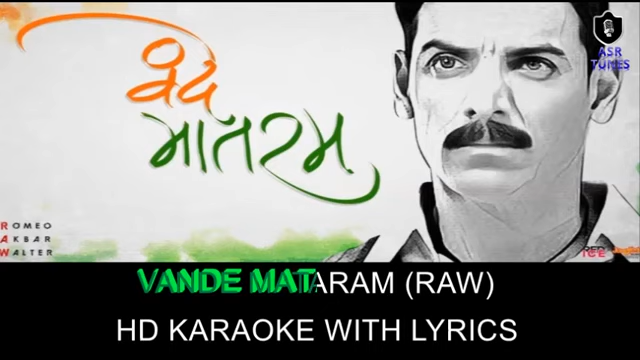 वंदे
मातरम्
ASR
TUNES
ROMEO
AKBAR
WALTER
VANDE MATARAM (RAW)
HD KARAOKE WITH LYRICS